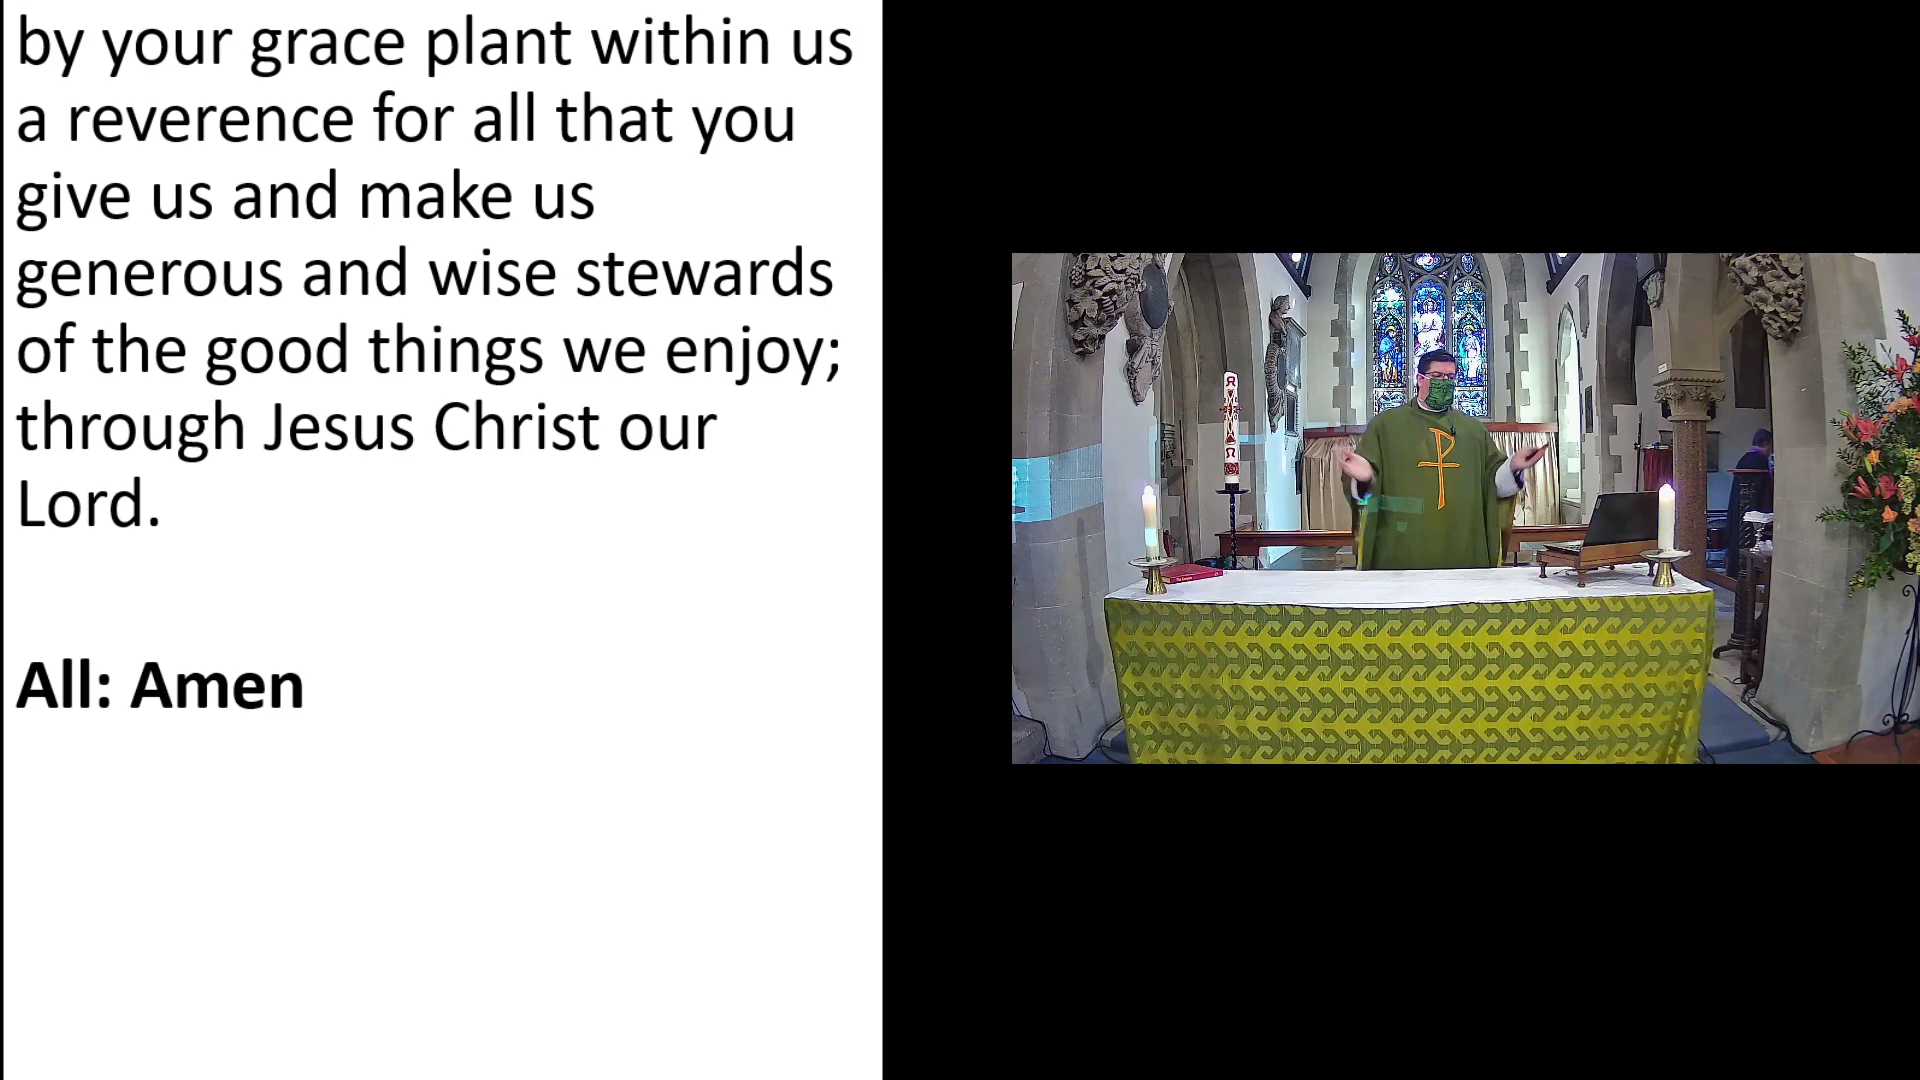 by your grace plant within us
a reverence for all that you
give us and make us
generous and wise stewards
of the good things we enjoy;
through Jesus Christ our
Lord.
All: Amen